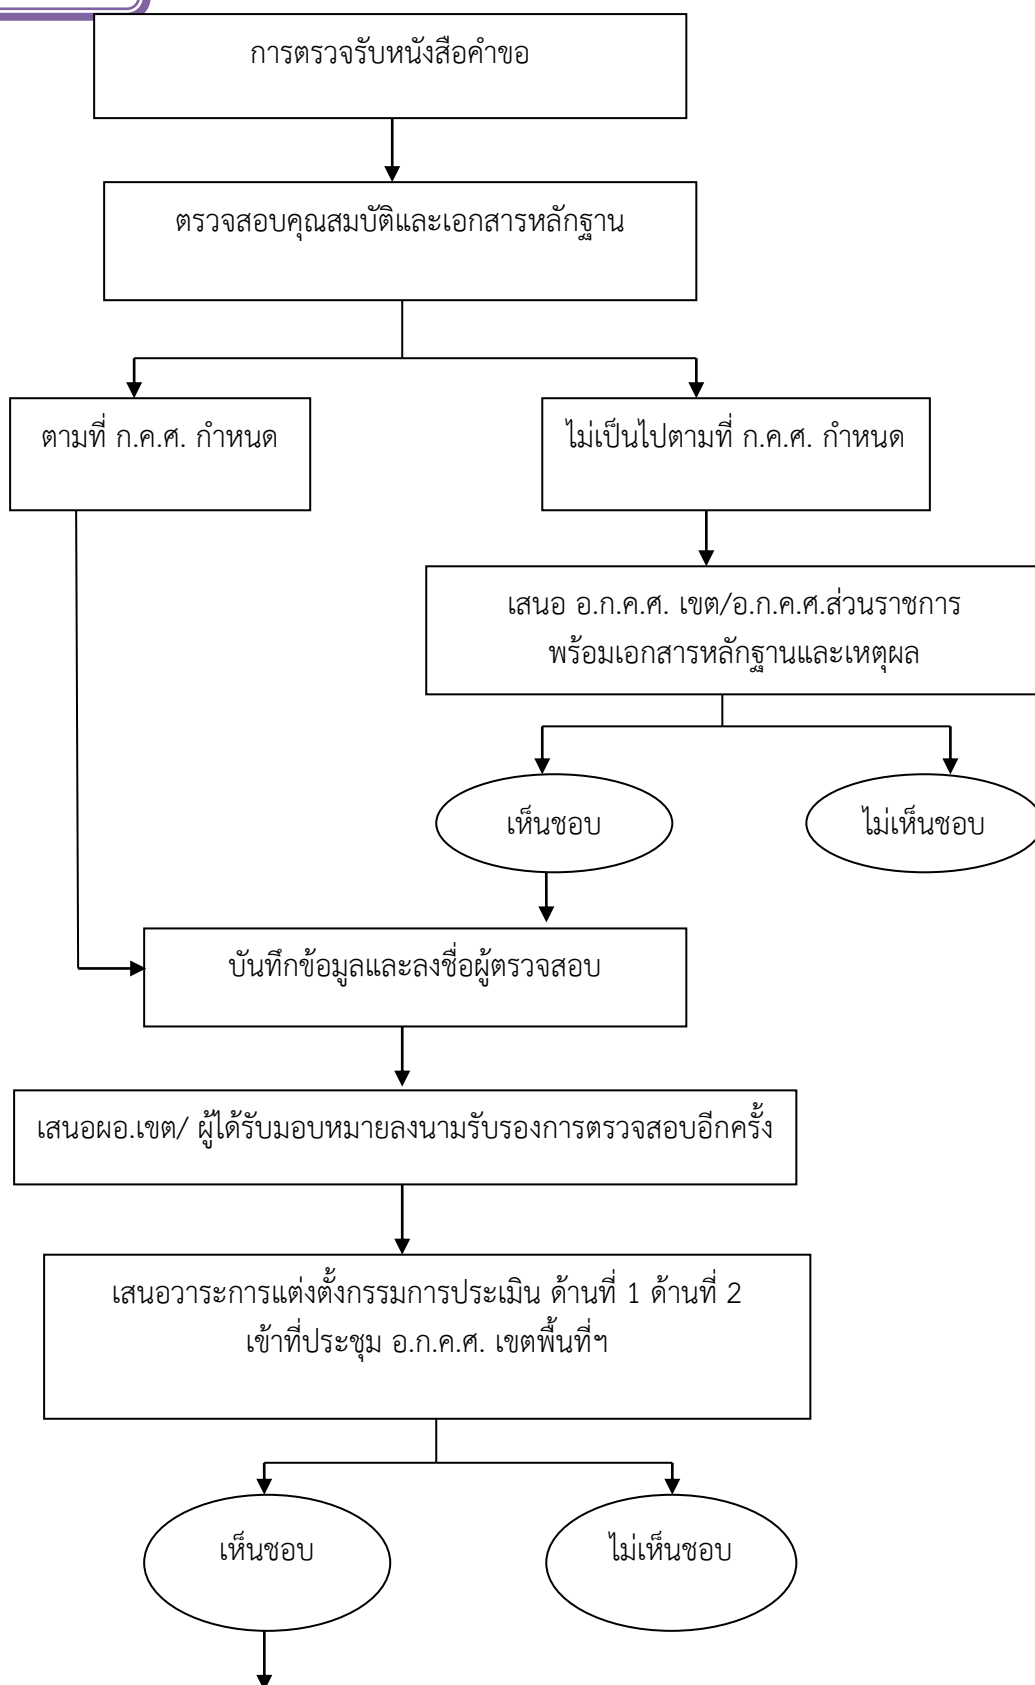 การตรวจรับหนังสือคำขอ
ตรวจสอบคุณสมบัติและเอกสารหลักฐาน
ตามที่ ก.ค.ศ. กำหนด
ไม่เป็นไปตามที่ ก.ค.ศ. กำหนด
เสนอ อ.ก.ค.ศ. เขต/อ.ก.ค.ศ.ส่วนราชการ
พร้อมเอกสารหลักฐานและเหตุผล
เห็นชอบ
ไม่เห็นชอบ
บันทึกข้อมูลและลงชื่อผู้ตรวจสอบ
เสนอผอ.เขต/ ผู้ได้รับมอบหมายลงนามรับรองการตรวจสอบอีกครั้ง
เสนอวาระการแต่งตั้งกรรมการประเมิน ด้านที่ 1 ด้านที่ 2
เข้าที่ประชุม อ.ก.ค.ศ. เขตพื้นที่ฯ
เห็นชอบ
ไม่เห็นชอบ